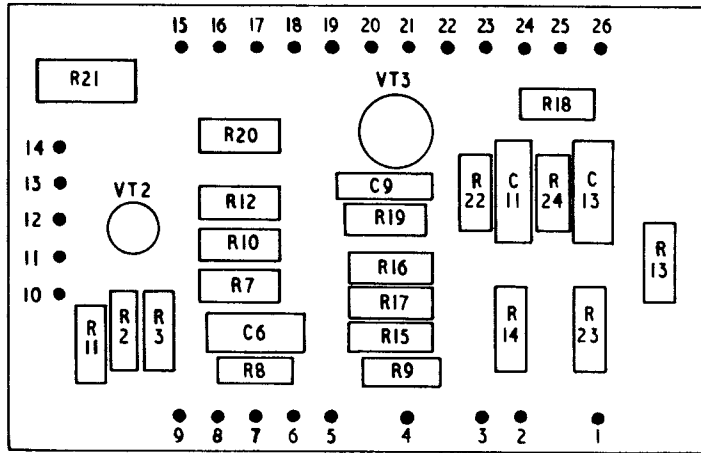 15 16 17 18 19 20 21 22 23 24 25 26
R21
VT3
R18
R20
14
13
VT2
C9
R 22
C 11
R 24
C 13
12
R12
R19
R 13
11
R10
R16
10
R7
R17
R 11
R 2
R 3
C6
R15
R 14
R 23
R8
R9
9 8 7 6 5 4 3 2 1